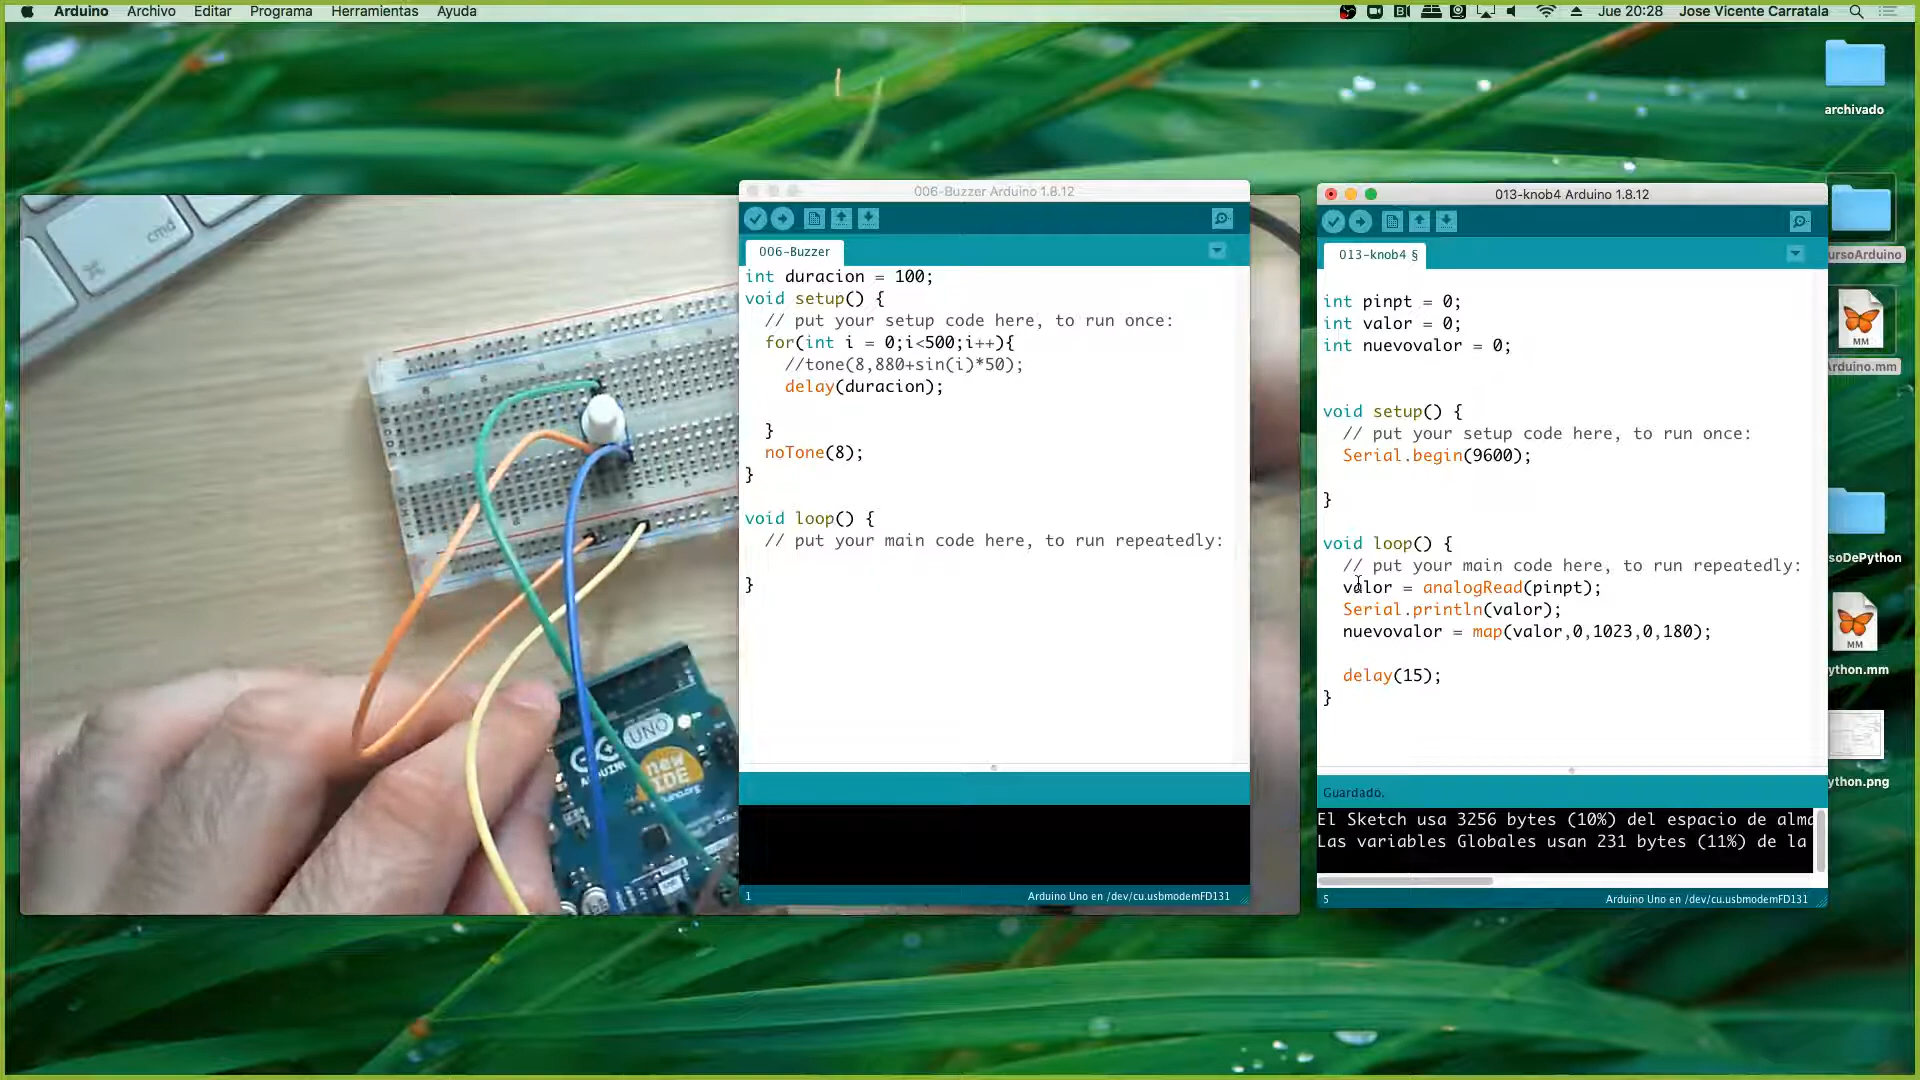 Arduino Archivo Editar Programa Herramientas Ayuda
Jue 20:28 Jose Vicente Carratala
archivado
ursoArduino
MM
Arduino.mm
soDePython
MM
ython.mm
ython.png
cmd
UNO
new
006-Buzzer Arduino 1.8.12
006-Buzzer
int duracion = 100;
void setup() {
// put your setup code here, to run once:
for(int i = 0;i<500;i++){
//tone(8,880+sin(i)*50);
delay(duracion);
}
noTone(8);
}
void loop() {
// put your main code here, to run repeatedly:
}
1
Arduino Uno en /dev/cu.usbmodemFD131
013-knob4 Arduino 1.8.12
013-knob4 §
int pinpt = 0;
int valor = 0;
int nuevovalor = 0;
void setup() {
// put your setup code here, to run once:
Serial.begin(9600);
}
void loop() {
// put your main code here, to run repeatedly:
valor = analogRead(pinpt);
Serial.println(valor);
nuevovalor = map(valor,0,1023,0,180);
delay(15);
}
Guardado.
El Sketch usa 3256 bytes (10%) del espacio de alma
Las variables Globales usan 231 bytes (11%) de la
5
Arduino Uno en /dev/cu.usbmodemFD131